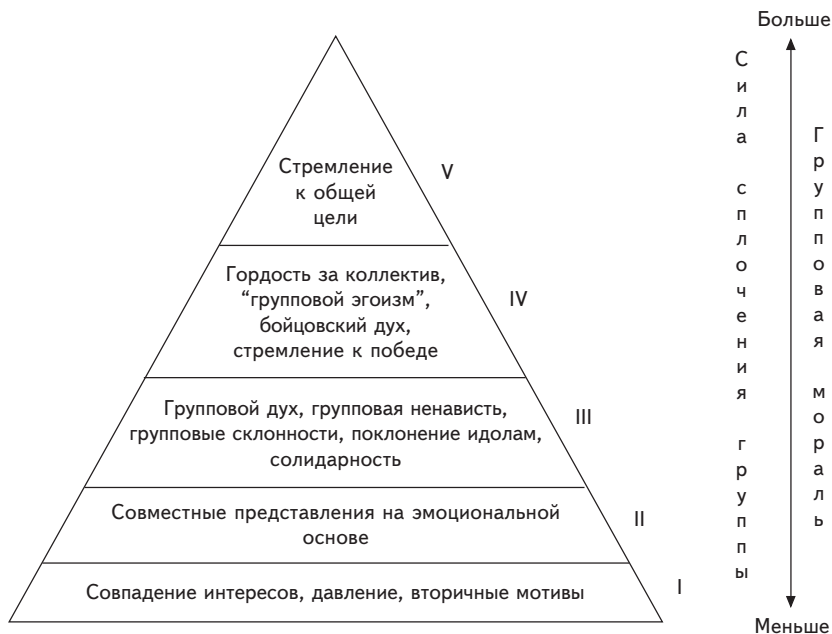 Больше
Стремление
к общей
цели
V
Гордость за коллектив,
“групповой эгоизм”,
бойцовский дух,
стремление к победе
IV
Групповой дух, групповая ненависть,
групповые склонности, поклонение идолам,
солидарность
III
Совместные представления на эмоциональной
основе
II
Совпадение интересов, давление, вторичные мотивы
I
Сила сплочения группы
Групповая мораль
Меньше